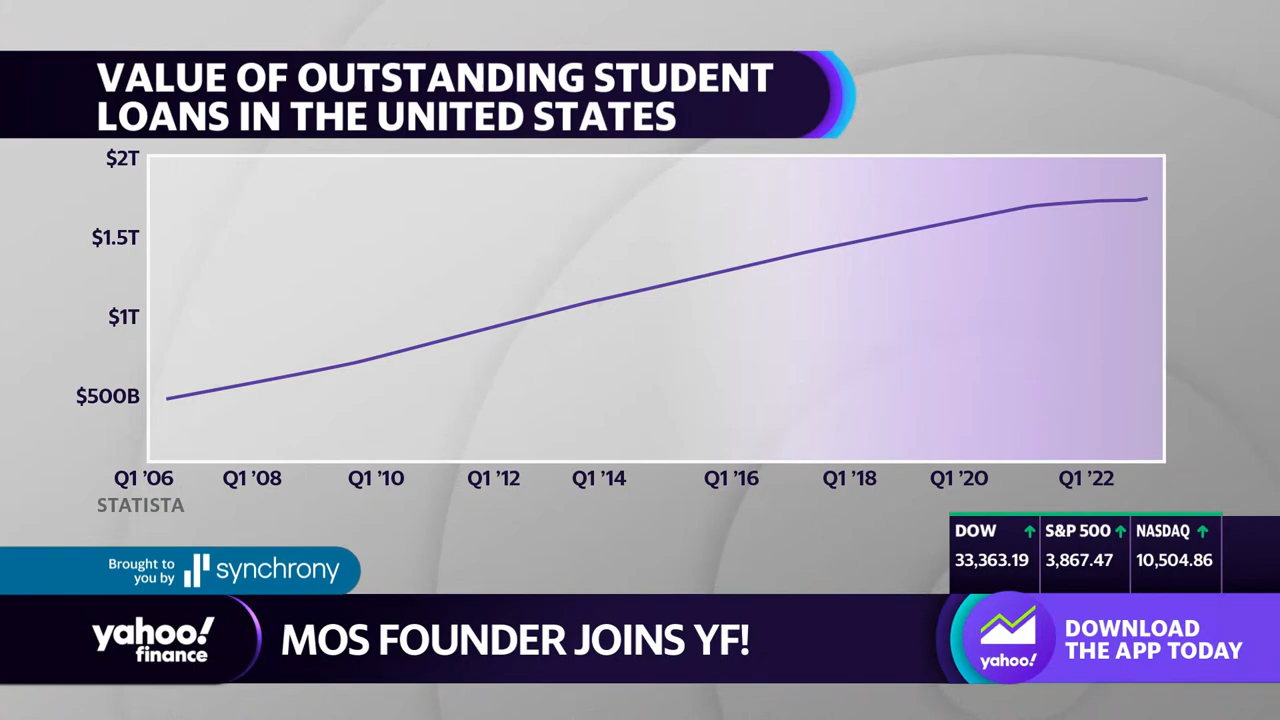 VALUE OF OUTSTANDING STUDENT
LOANS IN THE UNITED STATES
$2T
$1.5T
$1T
$500B
Q1 ’06 Q1 ’08 Q1 ’10 Q1 ’12 Q1 ’14 Q1 ’16 Q1 ’18 Q1 ’20 Q1 ’22
STATISTA
DOW S&P 500 NASDAQ
33,363.19 3,867.47 10,504.86
Brought to
you by
synchrony
yahoo!
finance
MOS FOUNDER JOINS YF!
yahoo!
DOWNLOAD
THE APP TODAY